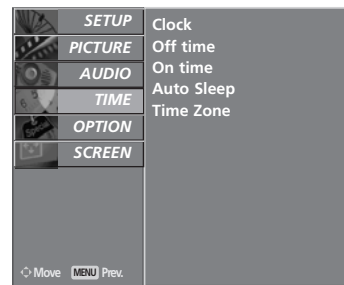 SETUP
PICTURE
AUDIO
TIME
OPTION
SCREEN
Move MENU Prev.
Clock
Off time
On time
Auto Sleep
Time Zone